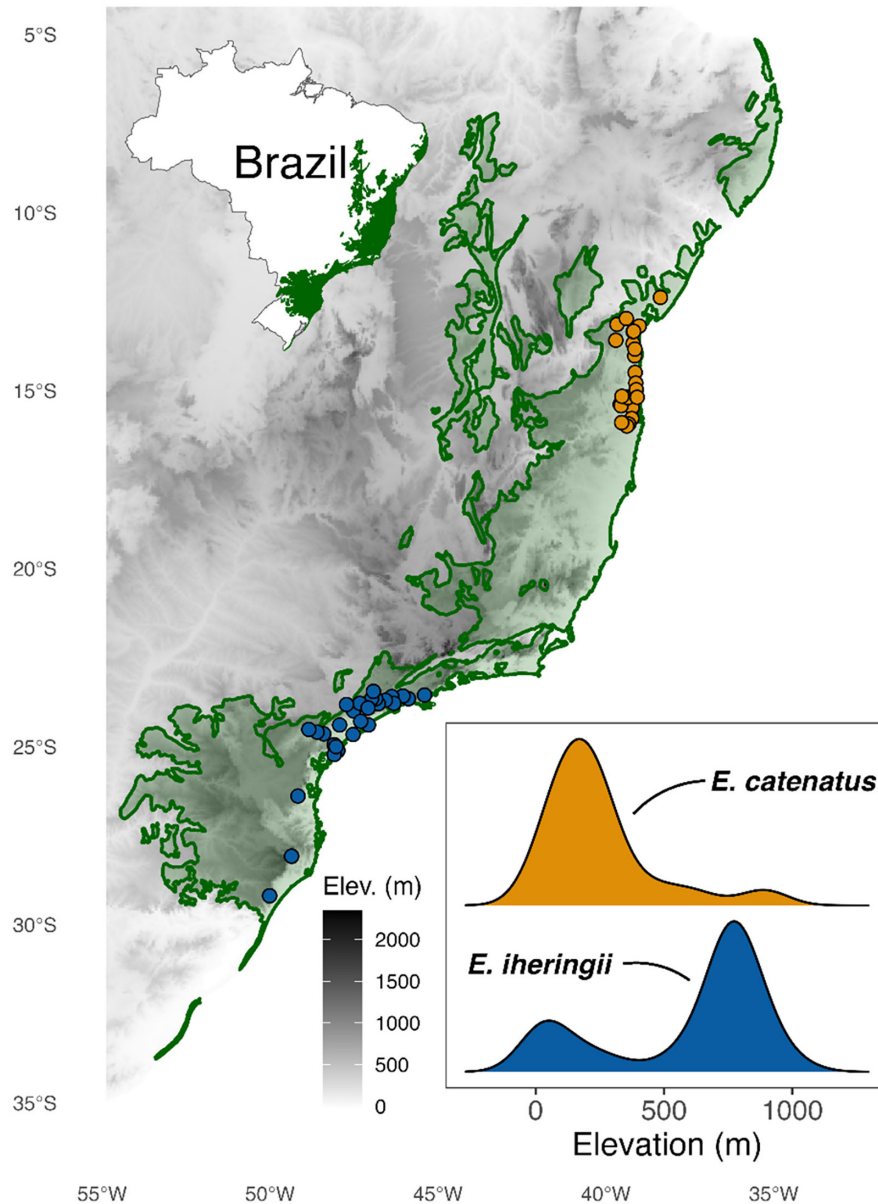 5°S
Brazil
10°S
15°S
20°S
25°S
30°S
35°S
Elev. (m)
2000
1500
1000
500
0
E. catenatus
E. iheringii
0 500 1000
Elevation (m)
55°W 50°W 45°W 40°W 35°W